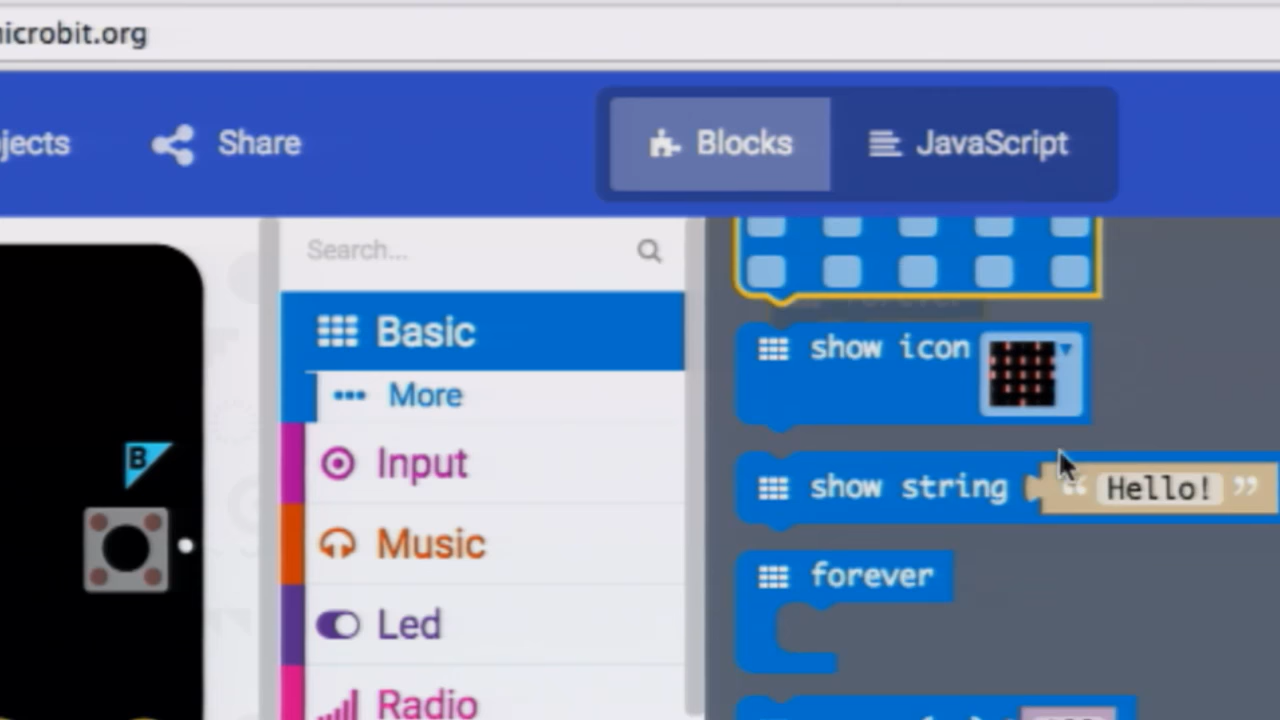 icrobit.org
jects Share Blocks JavaScript
Search...
Basic
More
Input
Music
Led
Radio
B
show icon
show string “ Hello! ”
forever